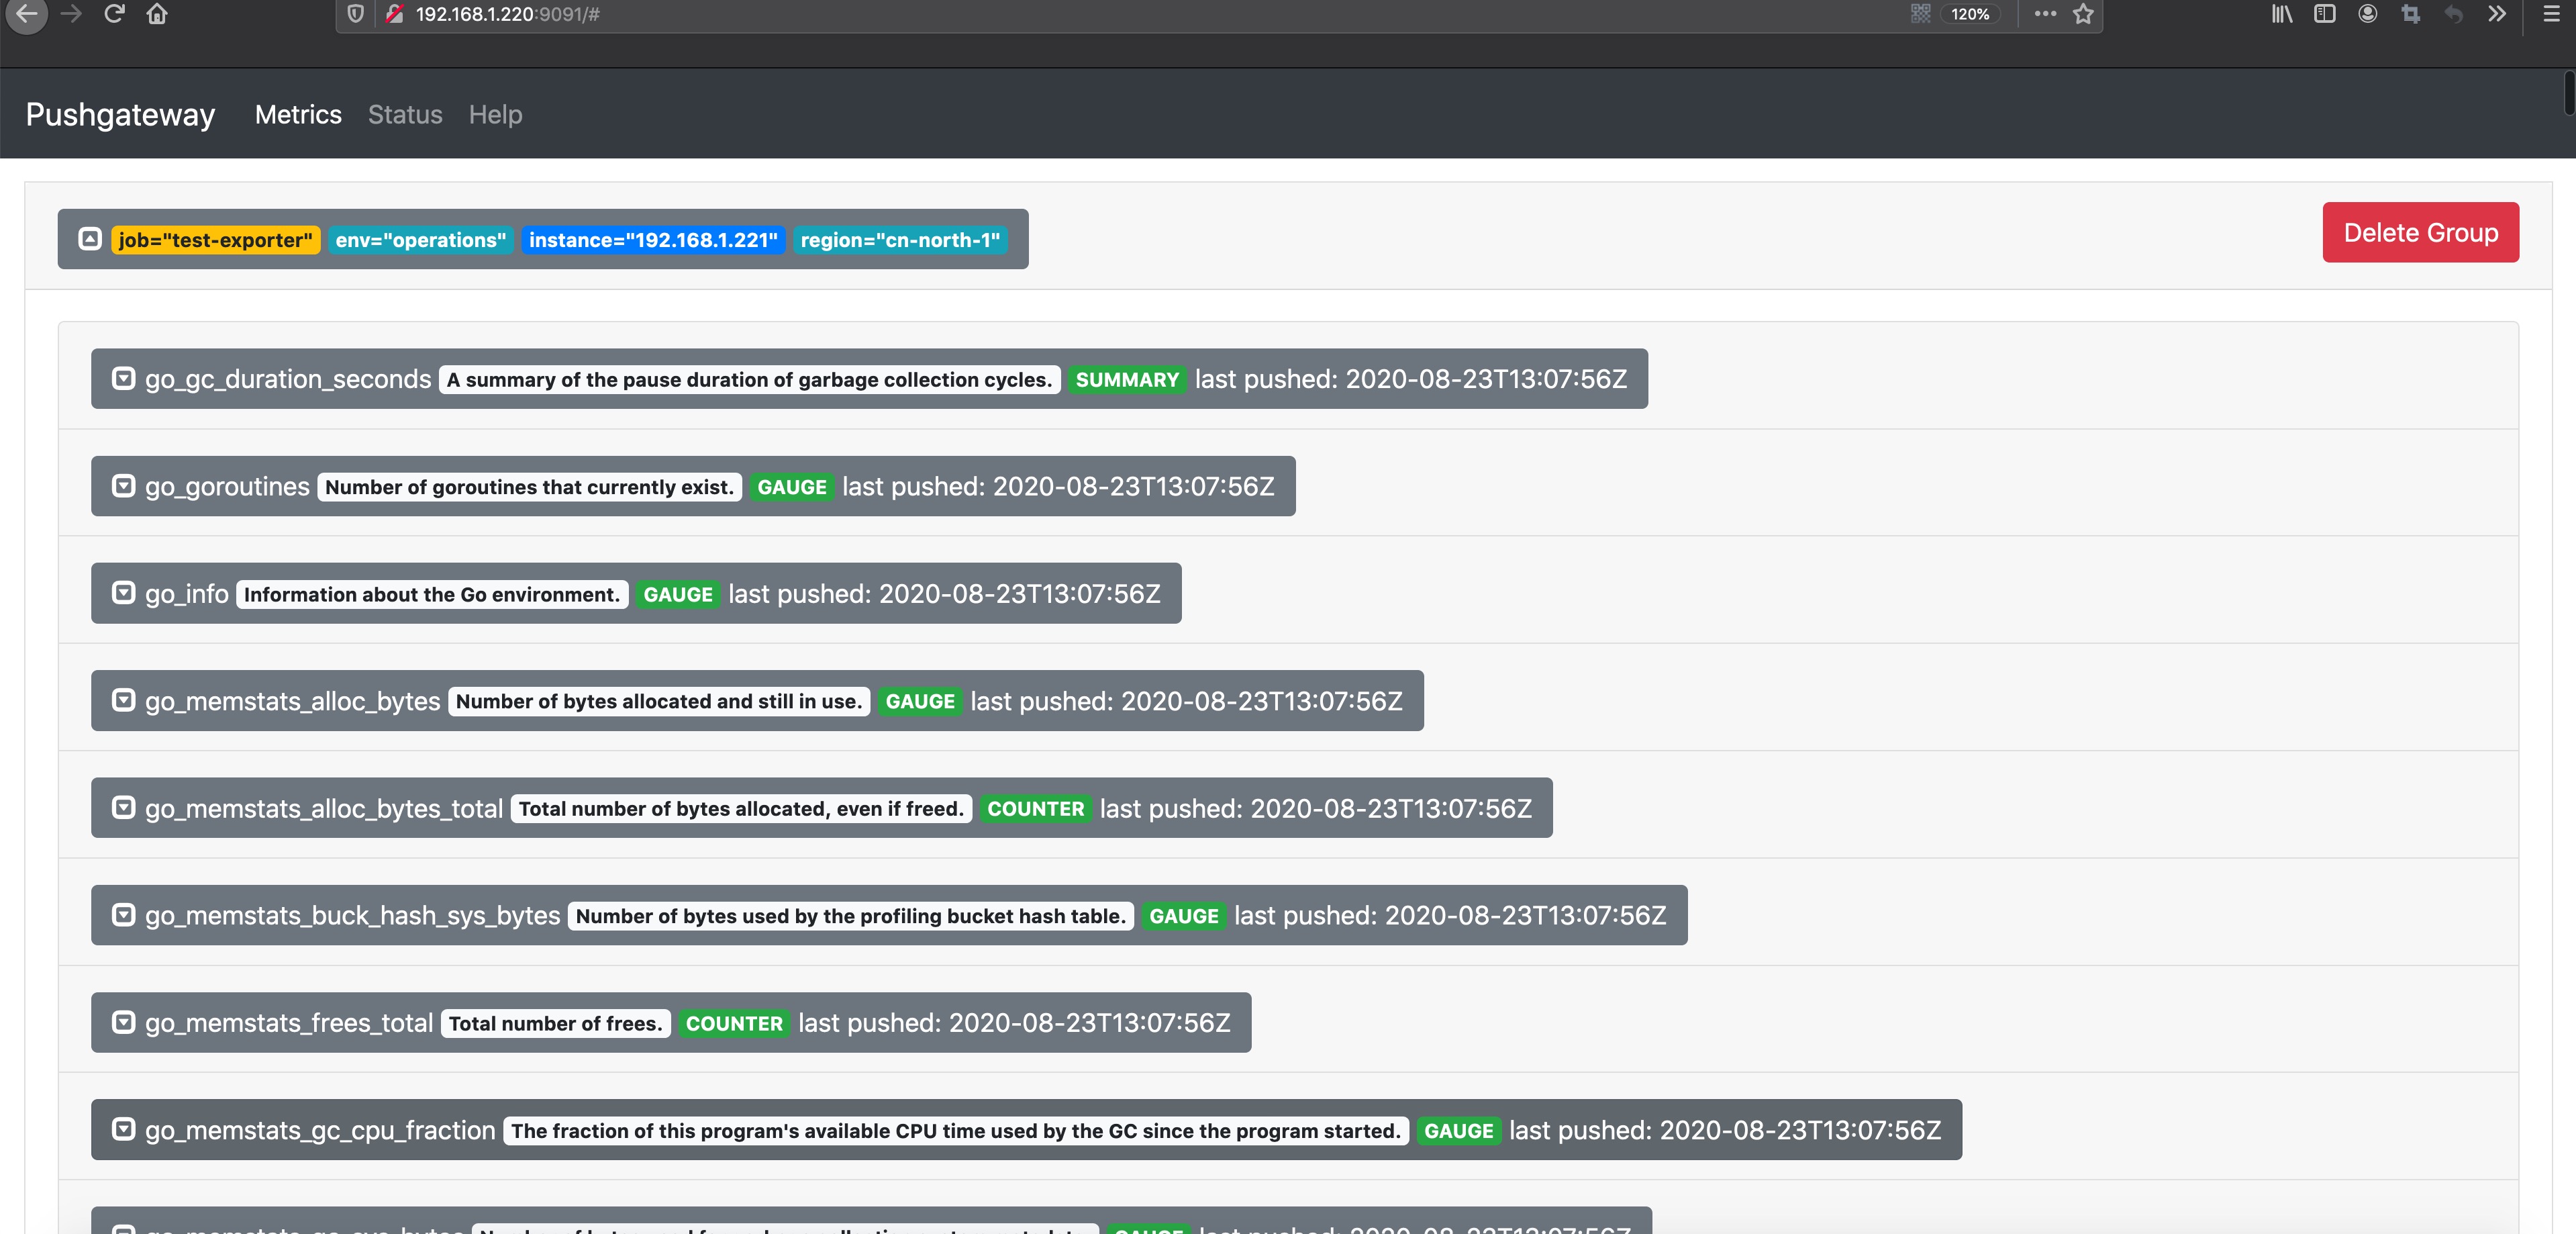 192.168.1.220:9091/# 120%
Pushgateway Metrics Status Help
job="test-exporter" env="operations" instance="192.168.1.221" region="cn-north-1" Delete Group
go_gc_duration_seconds A summary of the pause duration of garbage collection cycles. SUMMARY last pushed: 2020-08-23T13:07:56Z
go_goroutines Number of goroutines that currently exist. GAUGE last pushed: 2020-08-23T13:07:56Z
go_info Information about the Go environment. GAUGE last pushed: 2020-08-23T13:07:56Z
go_memstats_alloc_bytes Number of bytes allocated and still in use. GAUGE last pushed: 2020-08-23T13:07:56Z
go_memstats_alloc_bytes_total Total number of bytes allocated, even if freed. COUNTER last pushed: 2020-08-23T13:07:56Z
go_memstats_buck_hash_sys_bytes Number of bytes used by the profiling bucket hash table. GAUGE last pushed: 2020-08-23T13:07:56Z
go_memstats_frees_total Total number of frees. COUNTER last pushed: 2020-08-23T13:07:56Z
go_memstats_gc_cpu_fraction The fraction of this program's available CPU time used by the GC since the program started. GAUGE last pushed: 2020-08-23T13:07:56Z